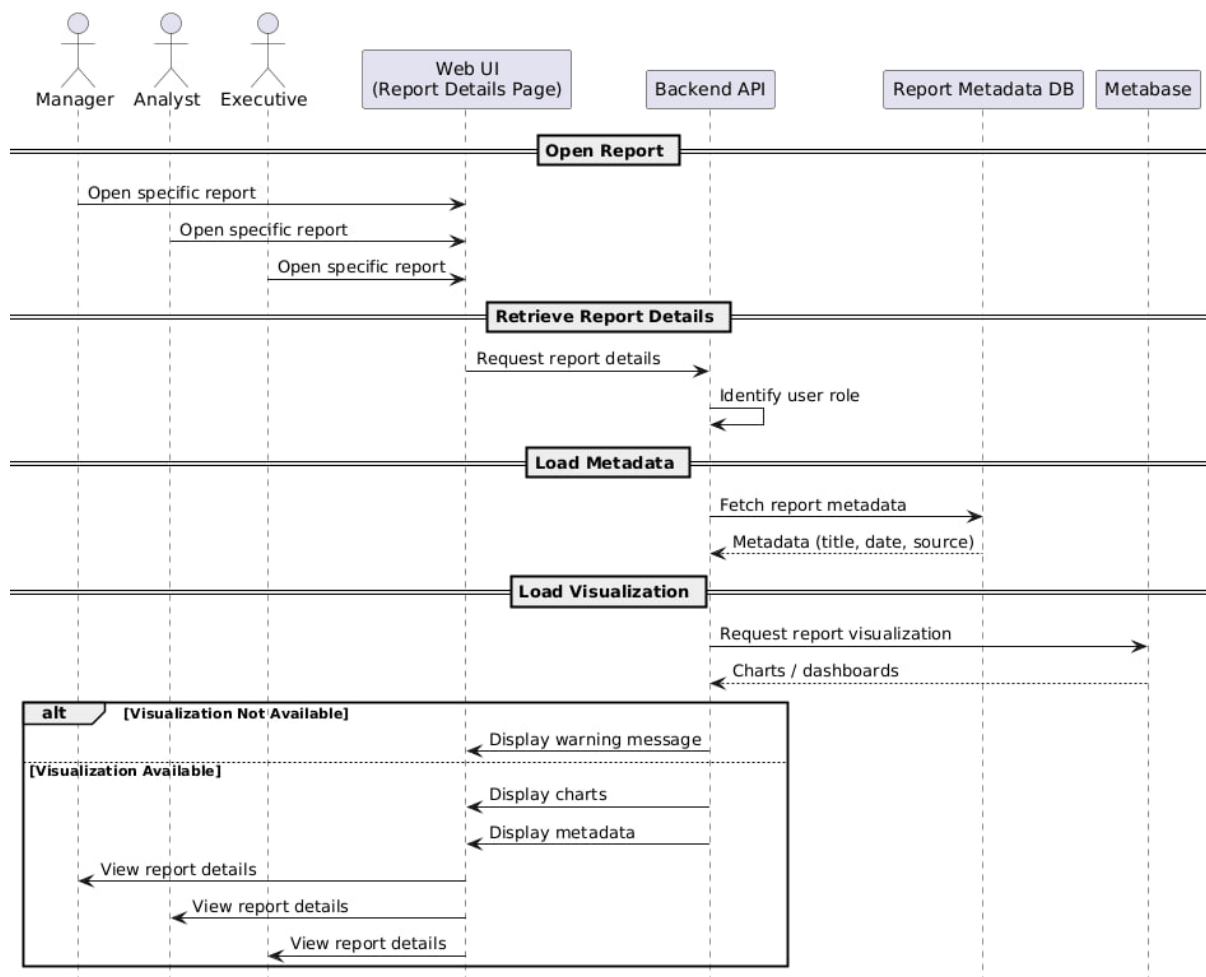 Manager
Analyst
Executive
Web UI
(Report Details Page)
Backend API
Report Metadata DB
Metabase
Open Report
Open specific report
Open specific report
Open specific report
Retrieve Report Details
Request report details
Identify user role
Load Metadata
Fetch report metadata
Metadata (title, date, source)
Load Visualization
Request report visualization
Charts / dashboards
alt
[Visualization Not Available]
Display warning message
[Visualization Available]
Display charts
Display metadata
View report details
View report details
View report details